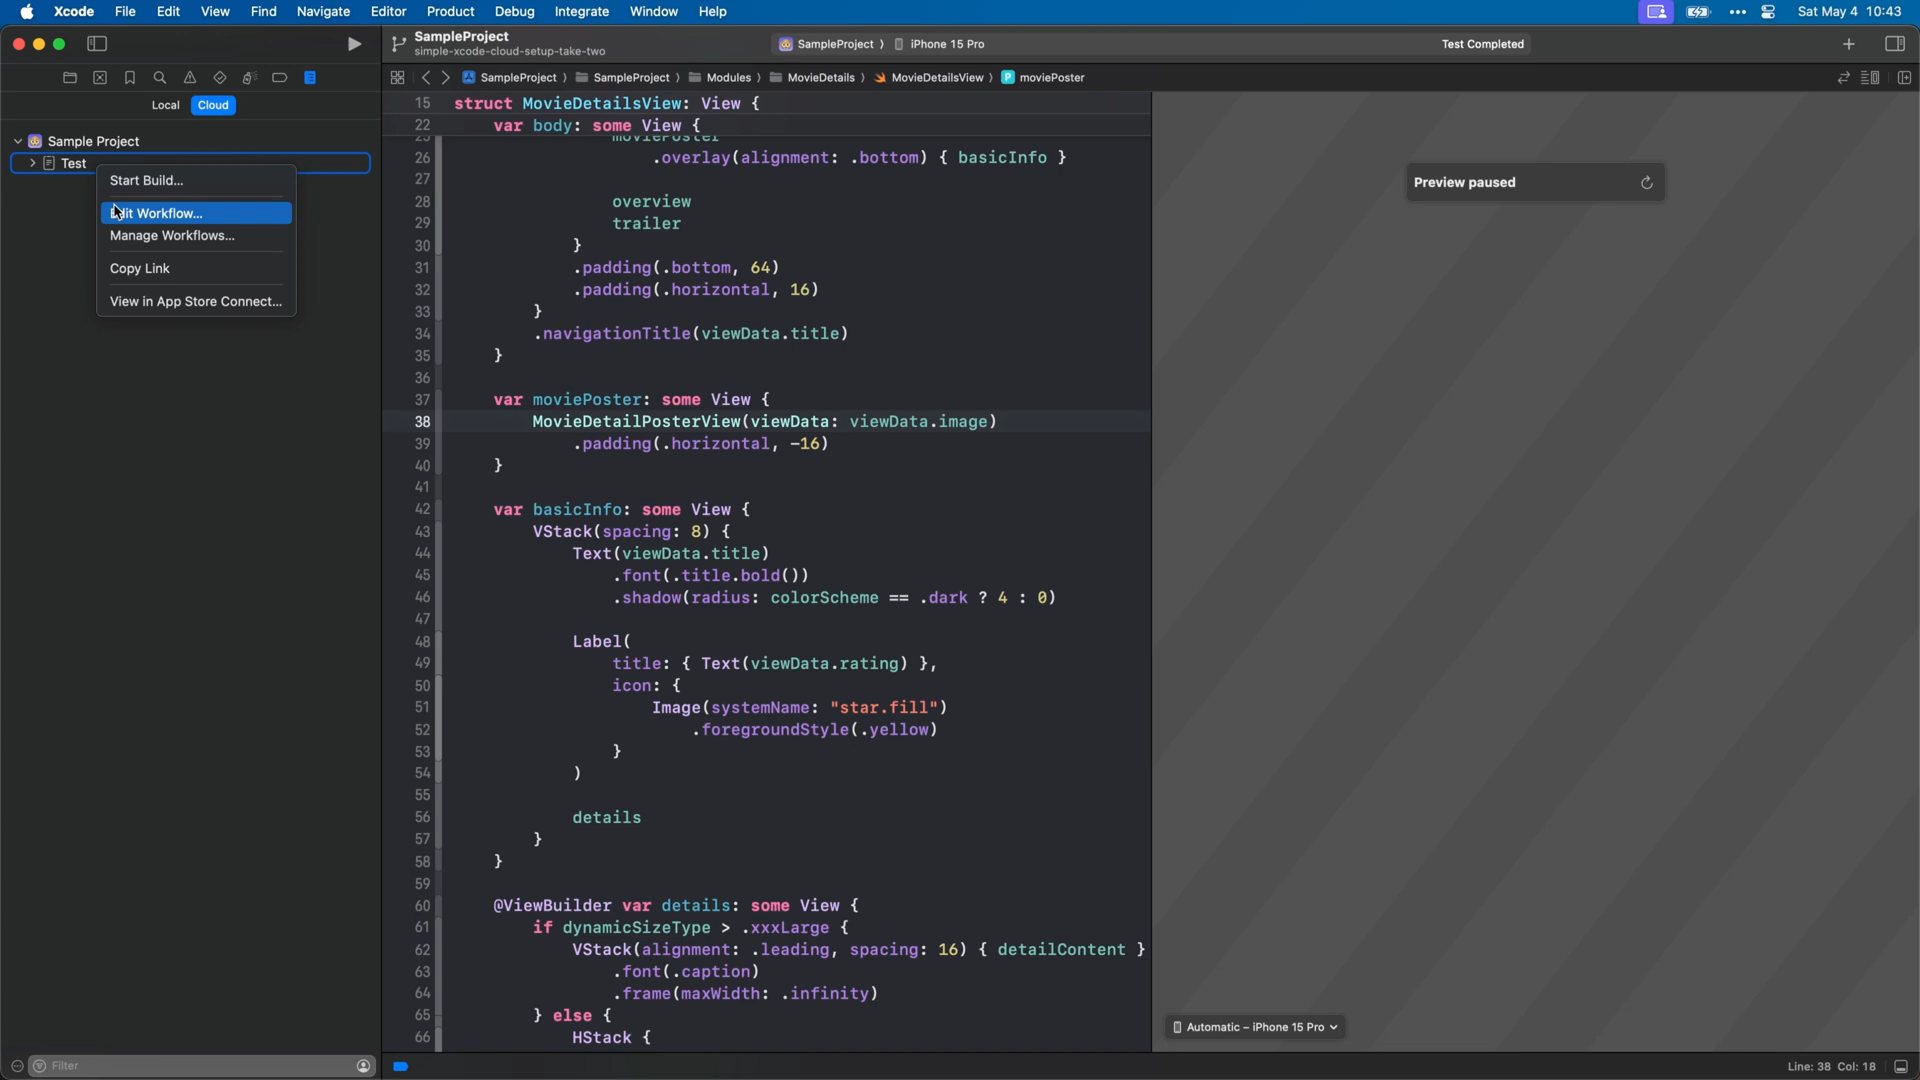 Xcode File Edit View Find Navigate Editor Product Debug Integrate Window Help Sat May 4 10:43
SampleProject
simple-xcode-cloud-setup-take-two
SampleProject 〉 iPhone 15 Pro
Test Completed
SampleProject 〉 SampleProject 〉 Modules 〉 MovieDetails 〉 MovieDetailsView 〉 P moviePoster
Local Cloud
Sample Project
Test
Start Build...
Edit Workflow...
Manage Workflows...
Copy Link
View in App Store Connect...
Filter
15 struct MovieDetailsView: View {
22 var body: some View {
25 moviePoster
26 .overlay(alignment: .bottom) { basicInfo }
27
28 overview
29 trailer
30 }
31 .padding(.bottom, 64)
32 .padding(.horizontal, 16)
33 }
34 .navigationTitle(viewData.title)
35 }
36
37 var moviePoster: some View {
38 MovieDetailPosterView(viewData: viewData.image)
39 .padding(.horizontal, -16)
40 }
41
42 var basicInfo: some View {
43 VStack(spacing: 8) {
44 Text(viewData.title)
45 .font(.title.bold())
46 .shadow(radius: colorScheme == .dark ? 4 : 0)
47
48 Label(
49 title: { Text(viewData.rating) },
50 icon: {
51 Image(systemName: "star.fill")
52 .foregroundStyle(.yellow)
53 }
54 )
55
56 details
57 }
58 }
59
60 @ViewBuilder var details: some View {
61 if dynamicSizeType > .xxxLarge {
62 VStack(alignment: .leading, spacing: 16) { detailContent }
63 .font(.caption)
64 .frame(maxWidth: .infinity)
65 } else {
66 HStack {
Preview paused
Automatic – iPhone 15 Pro
Line: 38 Col: 18